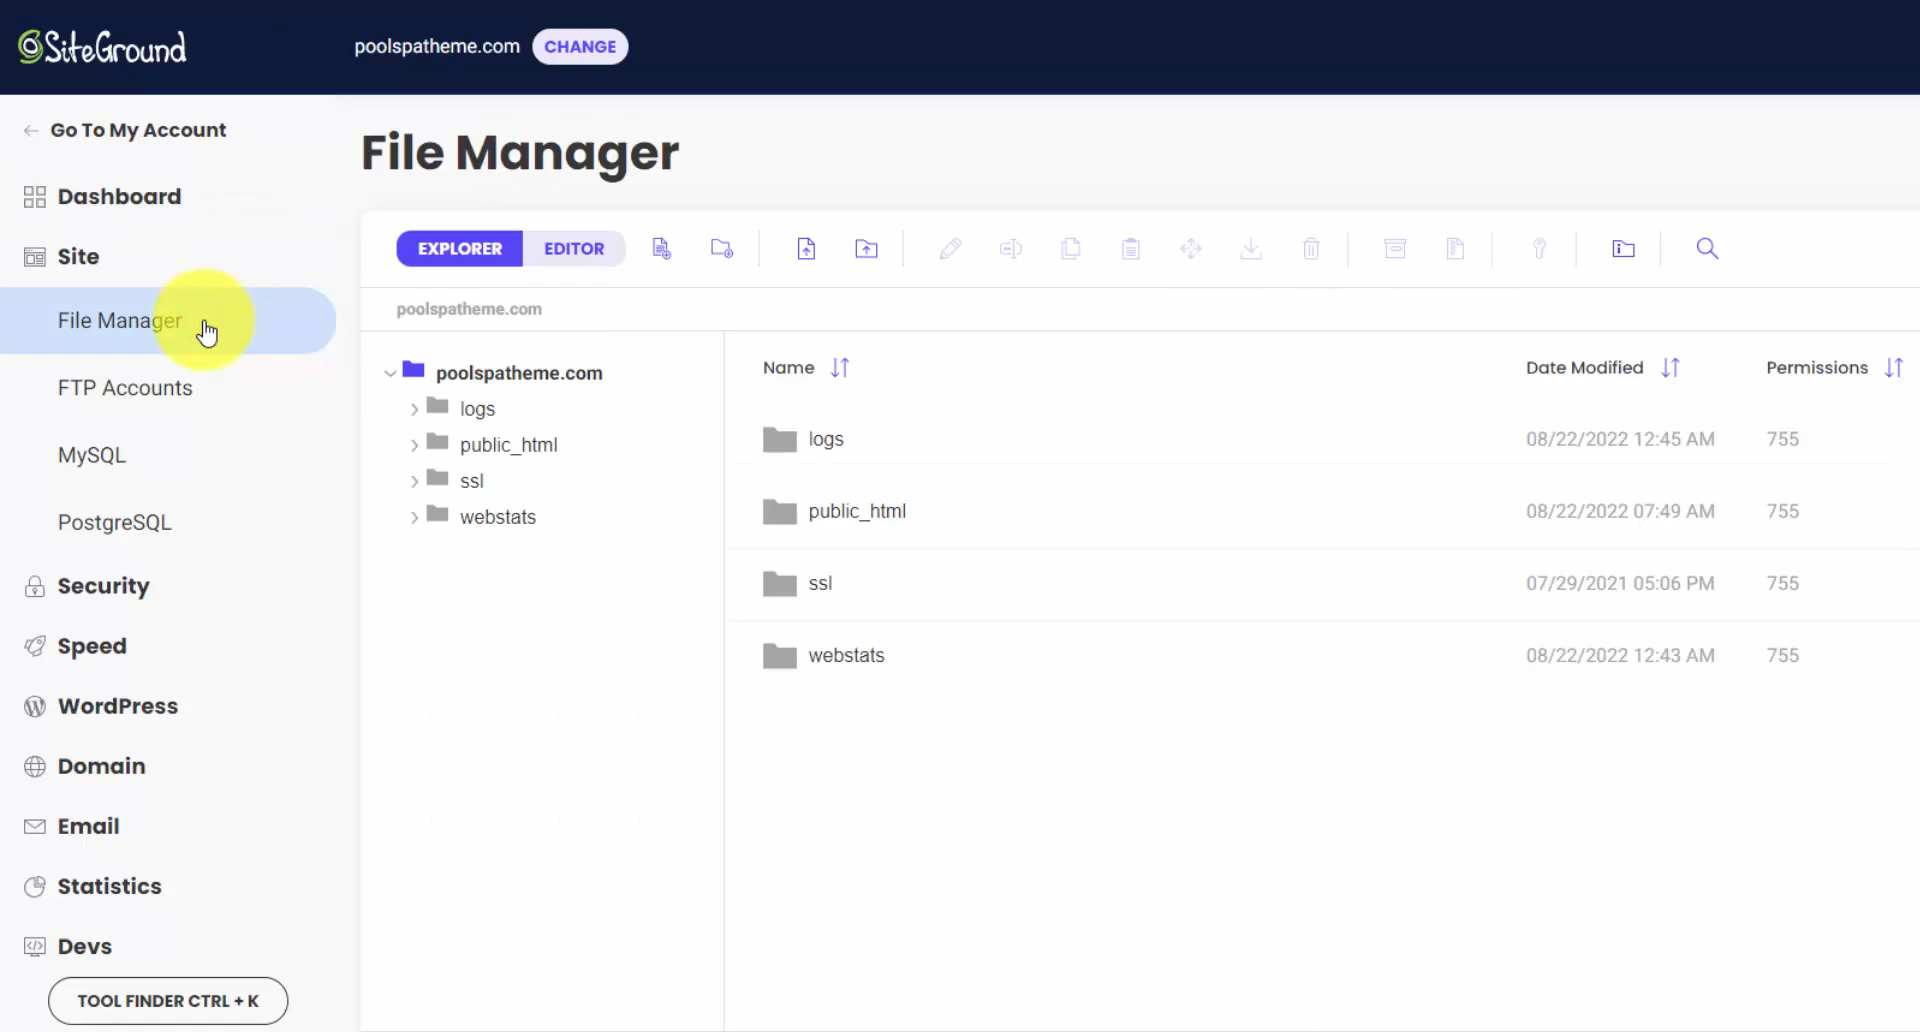 SiteGround
poolspatheme.com CHANGE
Go To My Account
Dashboard
Site
File Manager
FTP Accounts
MySQL
PostgreSQL
Security
Speed
WordPress
Domain
Email
Statistics
Devs
TOOL FINDER CTRL + K
File Manager
EXPLORER EDITOR
poolspatheme.com
poolspatheme.com
logs
public_html
ssl
webstats
Name Date Modified Permissions
logs 08/22/2022 12:45 AM 755
public_html 08/22/2022 07:49 AM 755
ssl 07/29/2021 05:06 PM 755
webstats 08/22/2022 12:43 AM 755